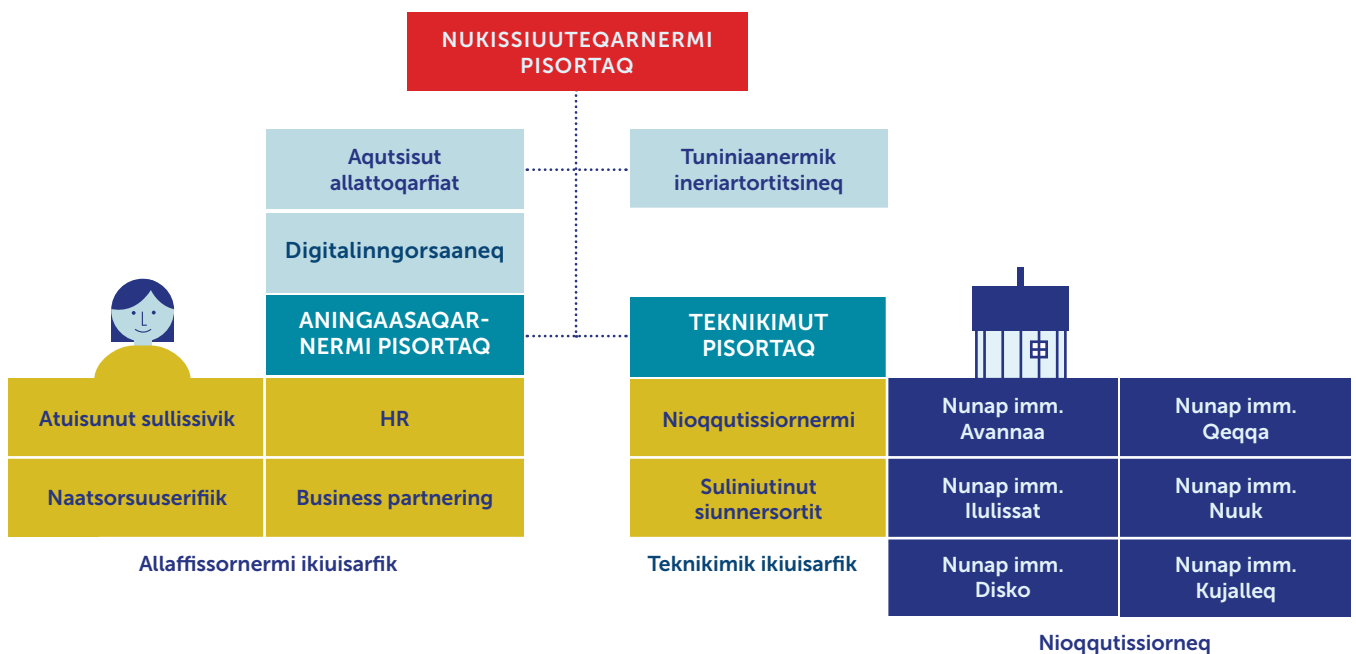 NUKISSIUUTEQARNERMI
PISORTAQ
Aqutsisut
allattoqarfiat
Tuniniaanermik
ineriartortitsineq
Digitalinngorsaaneq
ANINGAASAQAR-
NERMI PISORTAQ
TEKNIKIMUT
PISORTAQ
Atuisunut sullissivik
HR
Nioqqutissiornermi
Nunap imm.
Avannaa
Nunap imm.
Qeqqa
Naatsorsuuserifiik
Business partnering
Suliniutinut
siunnersortit
Nunap imm.
Ilulissat
Nunap imm.
Nuuk
Allaffissornermi ikiuisarfik
Teknikimik ikiuisarfik
Nunap imm.
Disko
Nunap imm.
Kujalleq
Nioqqutissiorneq